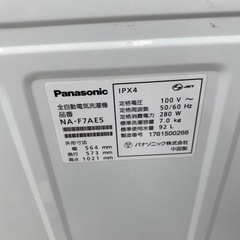 Panasonic
全自動電気洗濯機
品番
NA-F7AE5
外形寸法
幅 564 mm
奥行 573 mm
高さ 1021 mm
IPX4
JET
定格電圧 100 V～
定格周波数 50/60 Hz
定格消費電力 280 W
標準洗濯容量 7.0 kg
標準水量 92 L
製造番号 1761500266
パナソニック株式会社
中国製